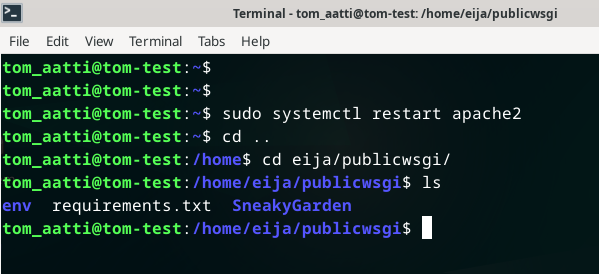 Terminal - tom_aatti@tom-test: /home/eija/publicwsgi
File Edit View Terminal Tabs Help
tom_aatti@tom-test:~$
tom_aatti@tom-test:~$
tom_aatti@tom-test:~$ sudo systemctl restart apache2
tom_aatti@tom-test:~$ cd ..
tom_aatti@tom-test:/home$ cd eija/publicwsgi/
tom_aatti@tom-test:/home/eija/publicwsgi$ ls
env requirements.txt SneakyGarden
tom_aatti@tom-test:/home/eija/publicwsgi$